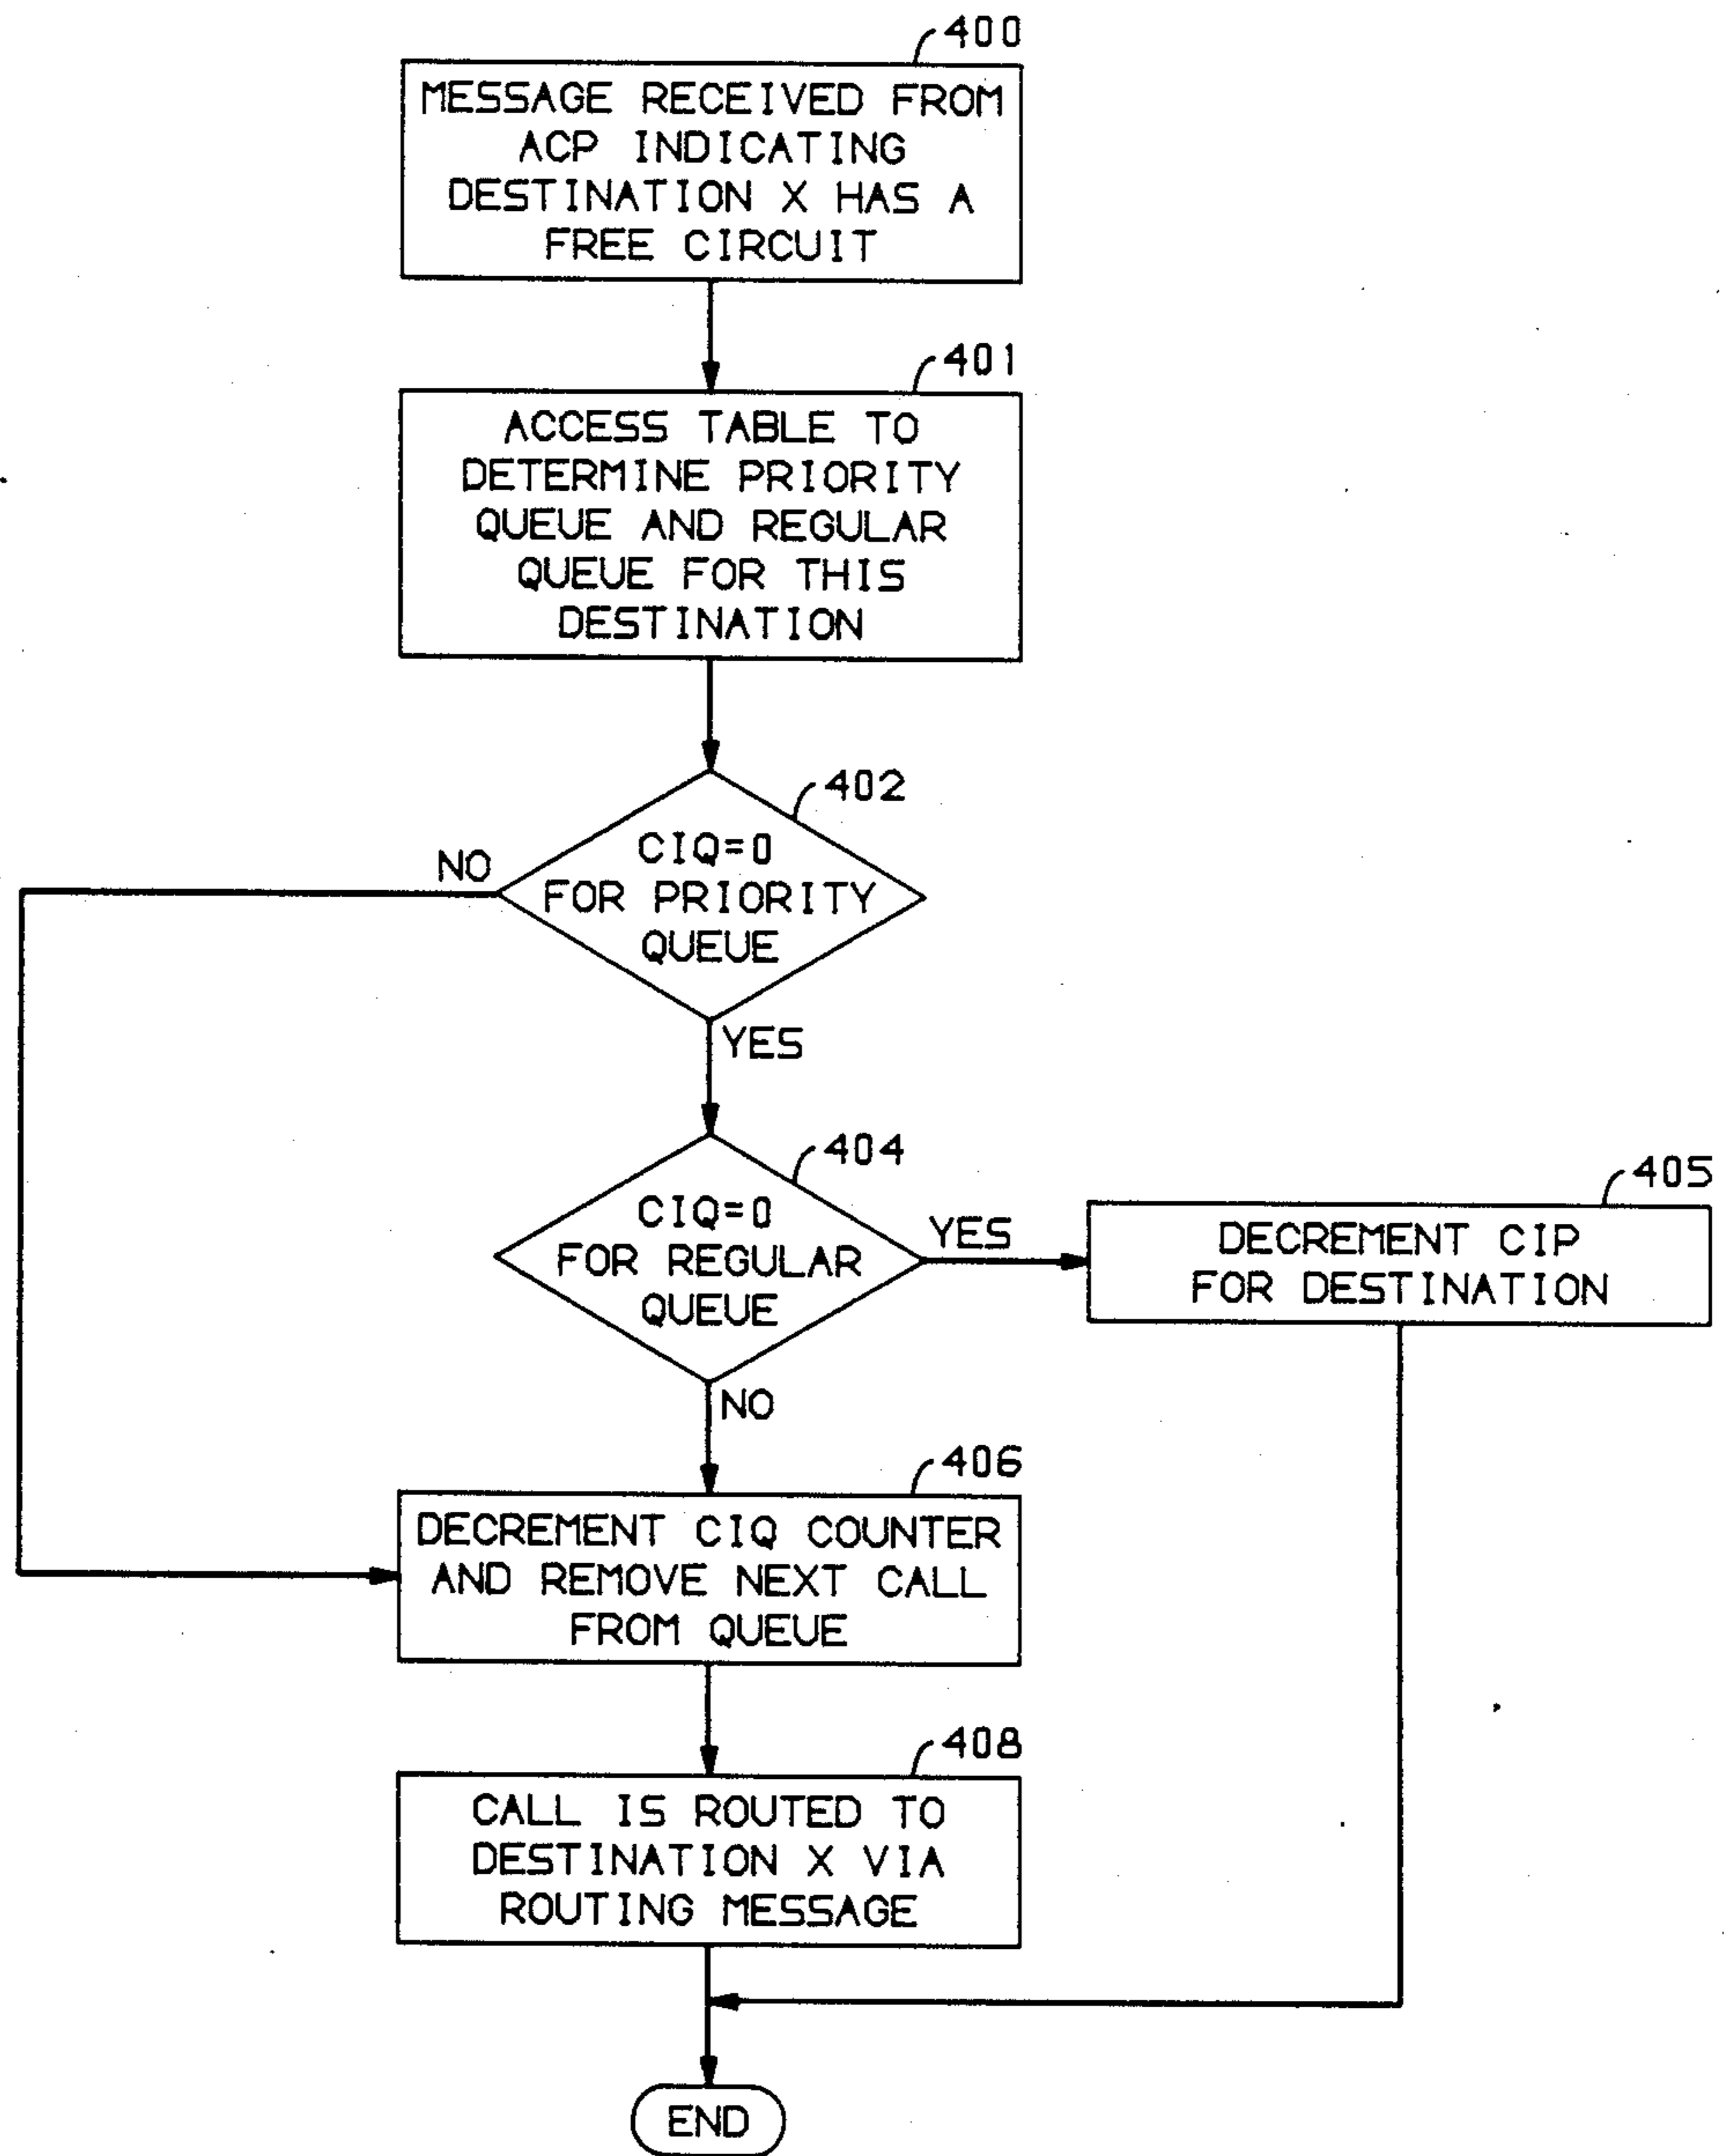 400
MESSAGE RECEIVED FROM
ACP INDICATING
DESTINATION X HAS A
FREE CIRCUIT
401
ACCESS TABLE TO
DETERMINE PRIORITY
QUEUE AND REGULAR
QUEUE FOR THIS
DESTINATION
402
CIQ=0
FOR PRIORITY
QUEUE
NO
YES
404
CIQ=0
FOR REGULAR
QUEUE
YES
405
DECREMENT CIP
FOR DESTINATION
NO
406
DECREMENT CIQ COUNTER
AND REMOVE NEXT CALL
FROM QUEUE
408
CALL IS ROUTED TO
DESTINATION X VIA
ROUTING MESSAGE
END